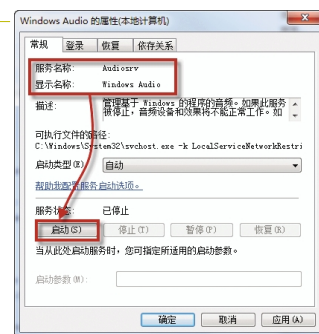 Windows Audio 的属性(本地计算机)
常规 登录 恢复 依存关系
服务名称: Audiosrv
显示名称: Windows Audio
描述: 管理基于 Windows 的程序的音频。如果此服务
被停止，音频设备和效果将不能正常工作。如
可执行文件的路径:
C:\Windows\System32\svchost.exe -k LocalServiceNetworkRestri
启动类型(E): 自动
帮助我配置服务启动选项。
服务状态: 已停止
启动(S) 停止(T) 暂停(P) 恢复(R)
当从此处启动服务时，您可指定所适用的启动参数。
启动参数(M):
确定 取消 应用(A)